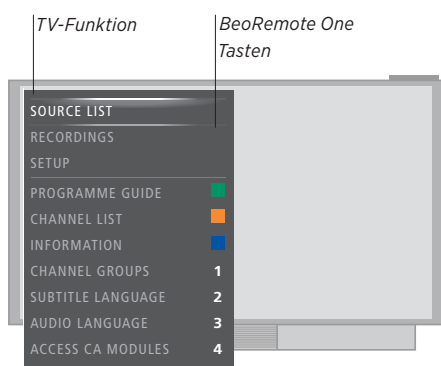 TV-Funktion
BeoRemote One
Tasten
SOURCE LIST
RECORDINGS
SETUP
PROGRAMME GUIDE
CHANNEL LIST
INFORMATION
CHANNEL GROUPS 1
SUBTITLE LANGUAGE 2
AUDIO LANGUAGE 3
ACCESS CA MODULES 4